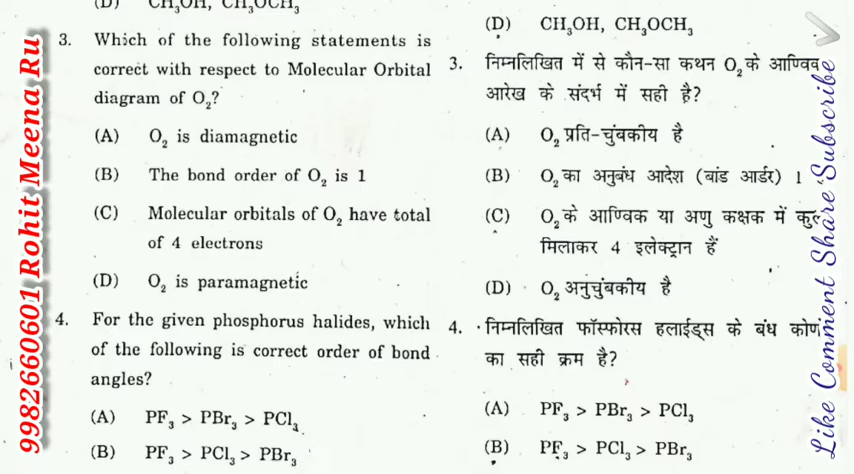 (D) CH₃OH, CH₃OCH₃
3. Which of the following statements is
correct with respect to Molecular Orbital
diagram of O₂?
(A) O₂ is diamagnetic
(B) The bond order of O₂ is 1
(C) Molecular orbitals of O₂ have total
of 4 electrons
(D) O₂ is paramagnetic
4. For the given phosphorus halides, which
of the following is correct order of bond
angles?
(A) PF₃ > PBr₃ > PCl₃
(B) PF₃ > PCl₃ > PBr₃
(D) CH₃OH, CH₃OCH₃
3. निम्नलिखित में से कौन-सा कथन O₂ के
आरेख के संदर्भ में सही है?
(A) O₂ प्रति-चुंबकीय है
(B) O₂ का अनुबंध आदेश (बांड आर्डर) 1
(C) O₂ के आण्विक या अणु कक्षक में
मिलाकर 4 इलेक्ट्रान हैं
(D) O₂ अनुचुंबकीय है
4. निम्नलिखित फॉस्फोरस हलाईड्स के बंध कोण
का सही क्रम है?
(A) PF₃ > PBr₃ > PCl₃
(B) PF₃ > PCl₃ > PBr₃
9982660601 Rohit Meena Ru
Like Comment Share Subscribe